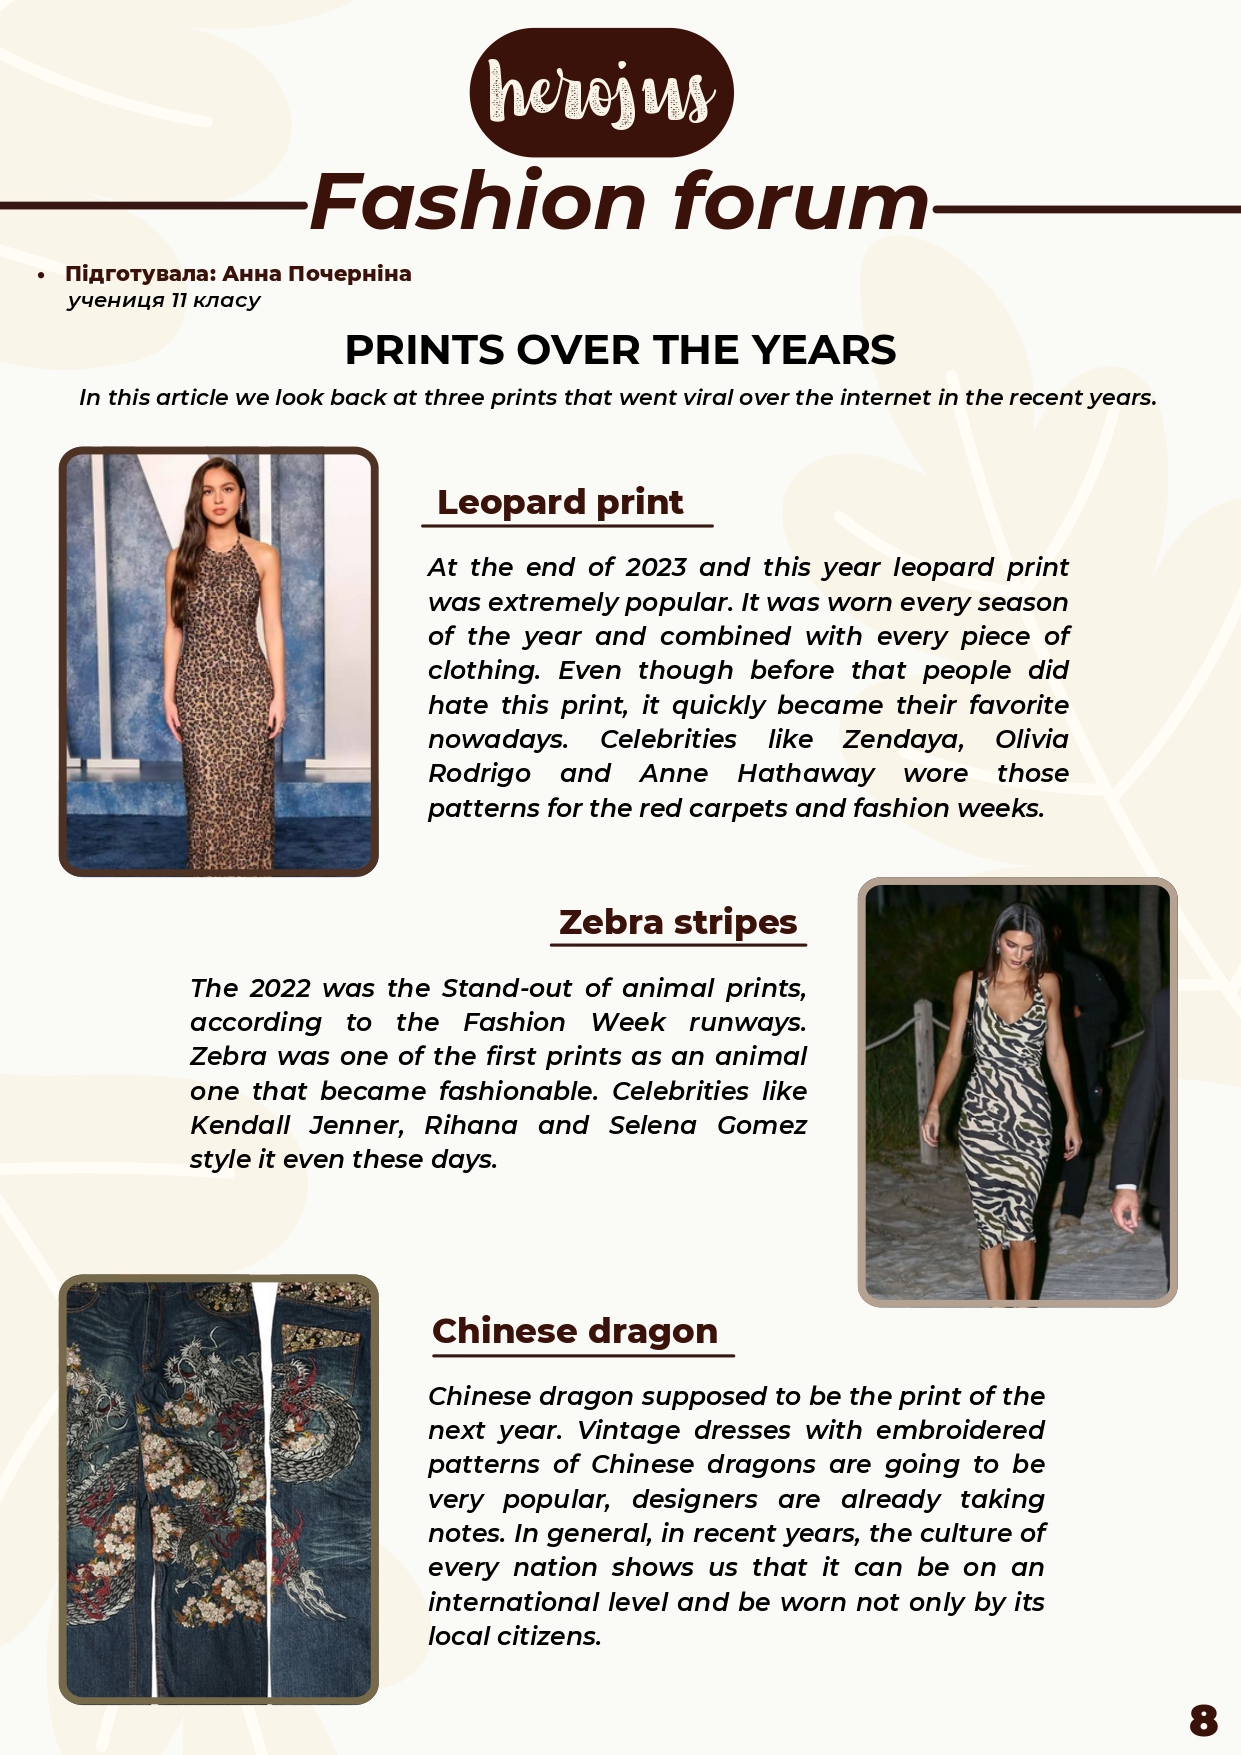 herojus
Fashion forum
• Підготувала: Анна Почерніна
учениця 11 класу
PRINTS OVER THE YEARS
In this article we look back at three prints that went viral over the internet in the recent years.
Leopard print
At the end of 2023 and this year leopard print
was extremely popular. It was worn every season
of the year and combined with every piece of
clothing. Even though before that people did
hate this print, it quickly became their favorite
nowadays. Celebrities like Zendaya, Olivia
Rodrigo and Anne Hathaway wore those
patterns for the red carpets and fashion weeks.
Zebra stripes
The 2022 was the Stand-out of animal prints,
according to the Fashion Week runways.
Zebra was one of the first prints as an animal
one that became fashionable. Celebrities like
Kendall Jenner, Rihana and Selena Gomez
style it even these days.
Chinese dragon
Chinese dragon supposed to be the print of the
next year. Vintage dresses with embroidered
patterns of Chinese dragons are going to be
very popular, designers are already taking
notes. In general, in recent years, the culture of
every nation shows us that it can be on an
international level and be worn not only by its
local citizens.
8